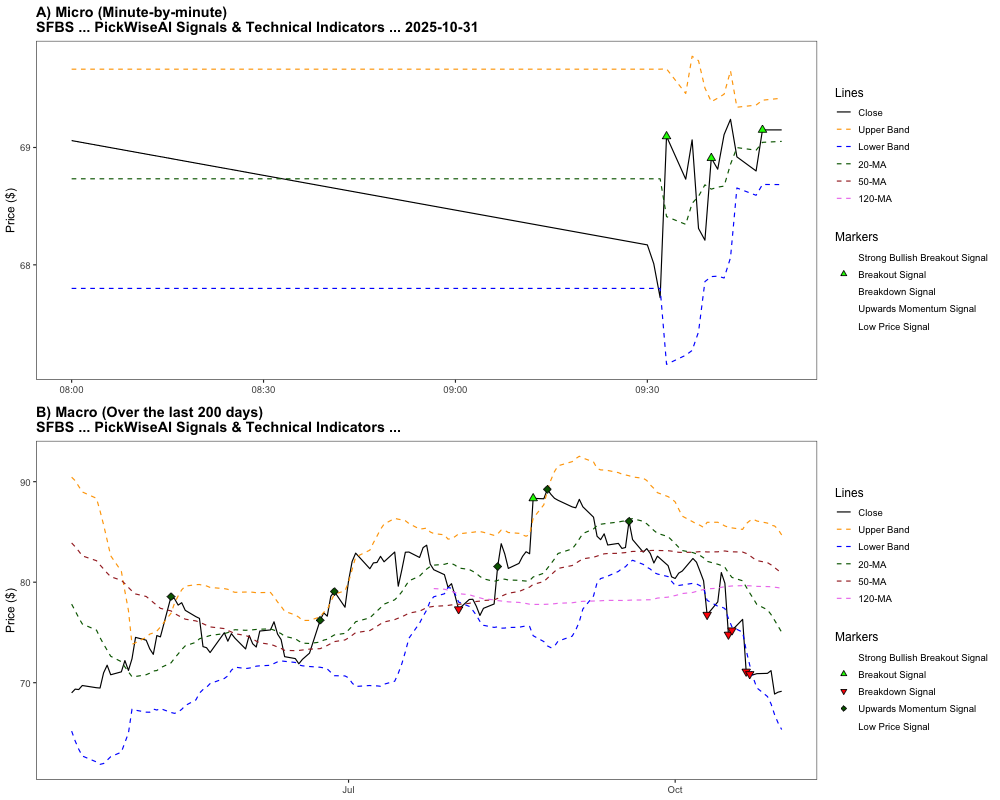 A) Micro (Minute-by-minute)
SFBS ... PickWiseAI Signals & Technical Indicators ... 2025-10-31
Price ($)
69
68
08:00
08:30
09:00
09:30
Lines
Close
Upper Band
Lower Band
20-MA
50-MA
120-MA
Markers
Strong Bullish Breakout Signal
Breakout Signal
Breakdown Signal
Upwards Momentum Signal
Low Price Signal
B) Macro (Over the last 200 days)
SFBS ... PickWiseAI Signals & Technical Indicators ...
Price ($)
90
80
70
Jul
Oct
Lines
Close
Upper Band
Lower Band
20-MA
50-MA
120-MA
Markers
Strong Bullish Breakout Signal
Breakout Signal
Breakdown Signal
Upwards Momentum Signal
Low Price Signal